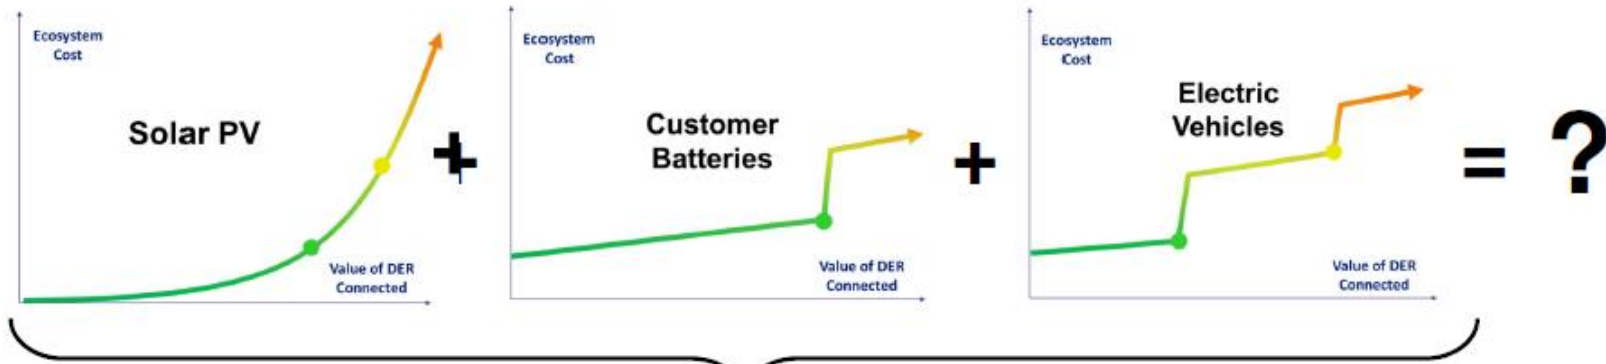 Ecosystem
Cost
Solar PV
Value of DER
Connected
+
Ecosystem
Cost
Customer
Batteries
Value of DER
Connected
+
Ecosystem
Cost
Electric
Vehicles
Value of DER
Connected
= ?